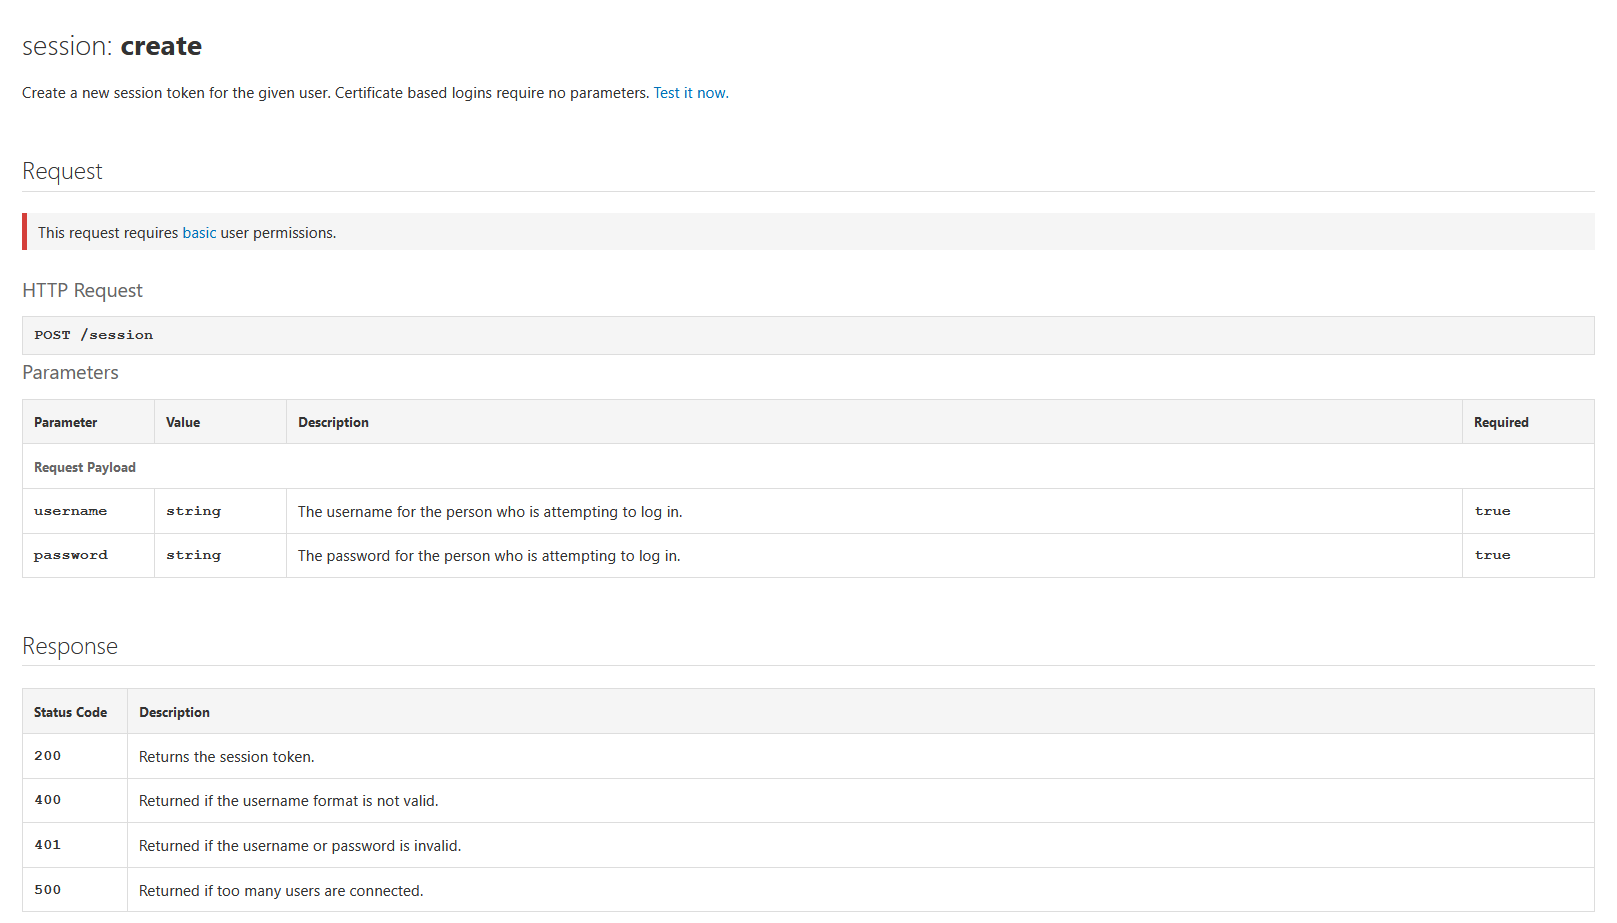 session: create
Create a new session token for the given user. Certificate based logins require no parameters. Test it now.
Request
This request requires basic user permissions.
HTTP Request
POST /session
Parameters
Parameter Value Description Required
Request Payload
username string The username for the person who is attempting to log in. true
password string The password for the person who is attempting to log in. true
Response
Status Code Description
200 Returns the session token.
400 Returned if the username format is not valid.
401 Returned if the username or password is invalid.
500 Returned if too many users are connected.